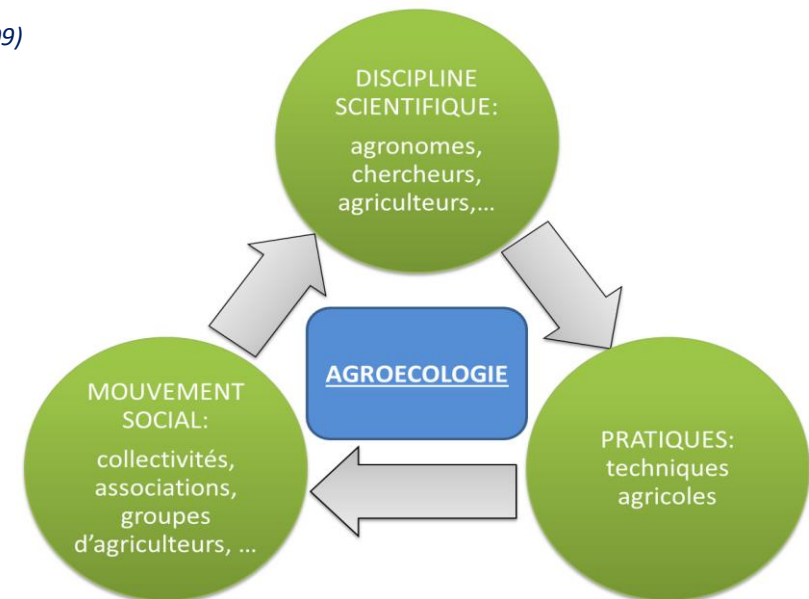 9)
DISCIPLINE
SCIENTIFIQUE:
agronomes,
chercheurs,
agriculteurs,...
AGROECOLOGIE
MOUVEMENT
SOCIAL:
collectivités,
associations,
groupes
d'agriculteurs, ...
PRATIQUES:
techniques
agricoles